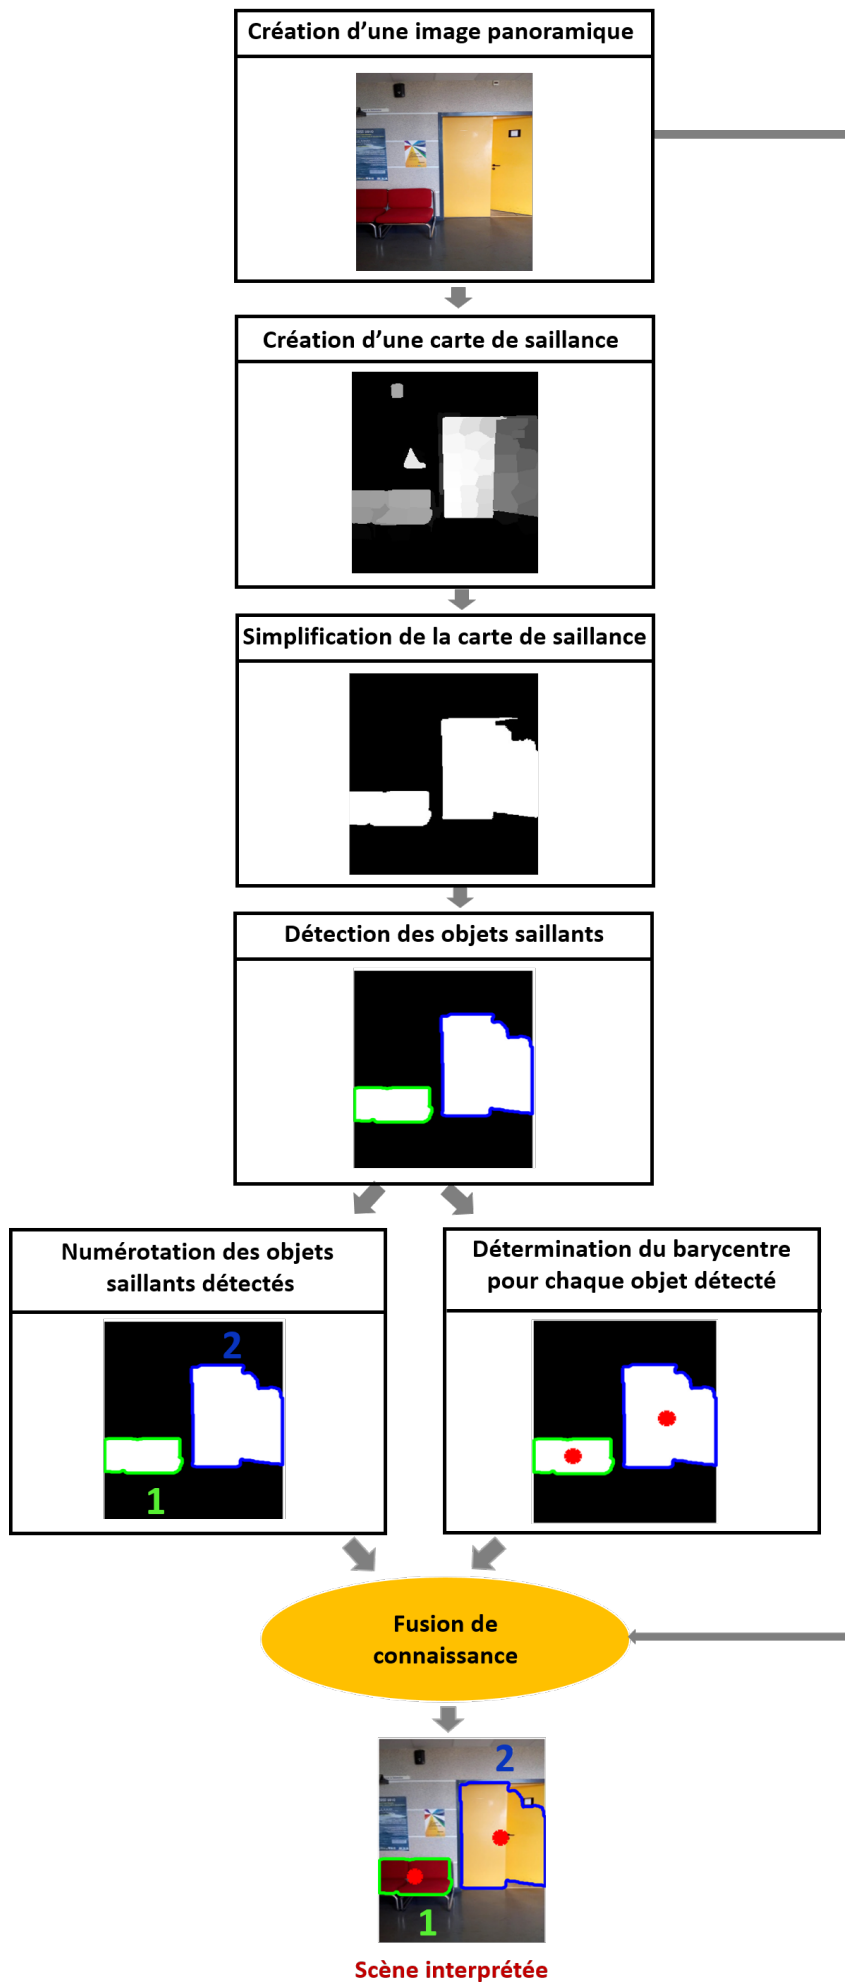 Création d’une image panoramique
Création d’une carte de saillance
Simplification de la carte de saillance
Détection des objets saillants
Numérotation des objets
saillants détectés
2
1
Détermination du barycentre
pour chaque objet détecté
Fusion de
connaissance
2
1
Scène interprétée